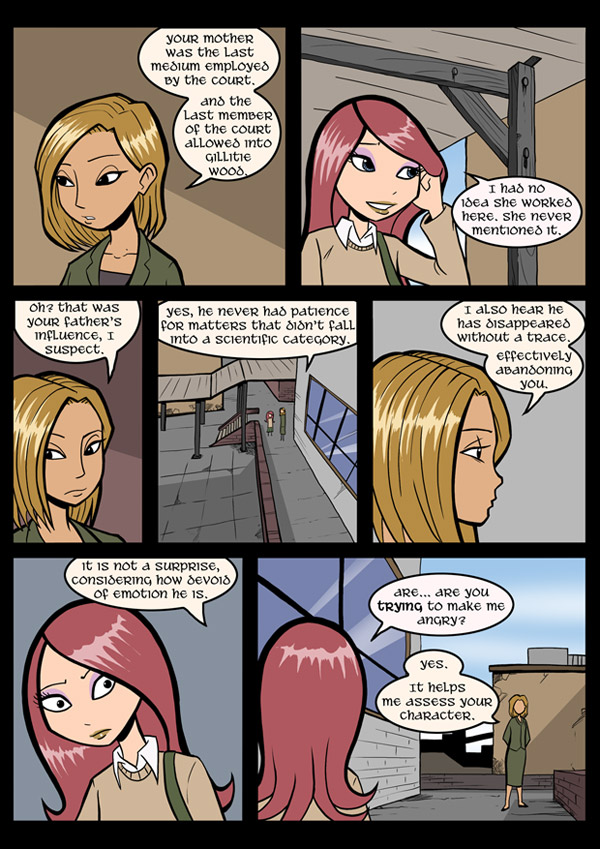 your mother
was the last
medium employed
by the court.
and the
last member
of the court
allowed into
gillitie
wood.
I had no
idea she worked
here. she never
mentioned it.
oh? that was
your father's
influence, I
suspect.
yes, he never had patience
for matters that didn't fall
into a scientific category.
I also hear he
has disappeared
without a trace.
effectively
abandoning
you.
it is not a surprise,
considering how devoid
of emotion he is.
are... are you
trying to make me
angry?
yes.
It helps
me assess your
character.